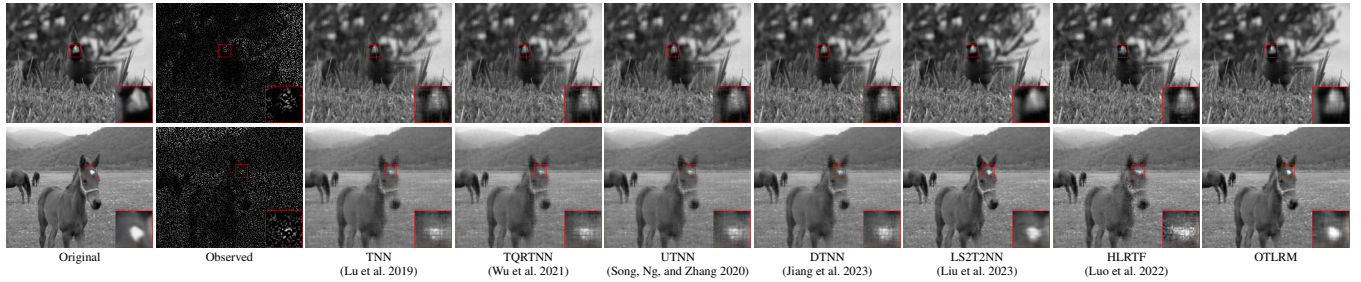 Original Observed TNN TQRTNN UTNN DTNN LS2T2NN HLRTF OTLRM
(Lu et al. 2019) (Wu et al. 2021) (Song, Ng, and Zhang 2020) (Jiang et al. 2023) (Liu et al. 2023) (Luo et al. 2022)